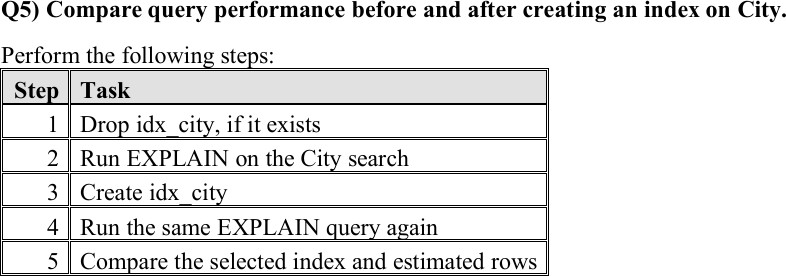 Q5) Compare query performance before and after creating an index on City.
Perform the following steps:
Step Task
1 Drop idx_city, if it exists
2 Run EXPLAIN on the City search
3 Create idx_city
4 Run the same EXPLAIN query again
5 Compare the selected index and estimated rows